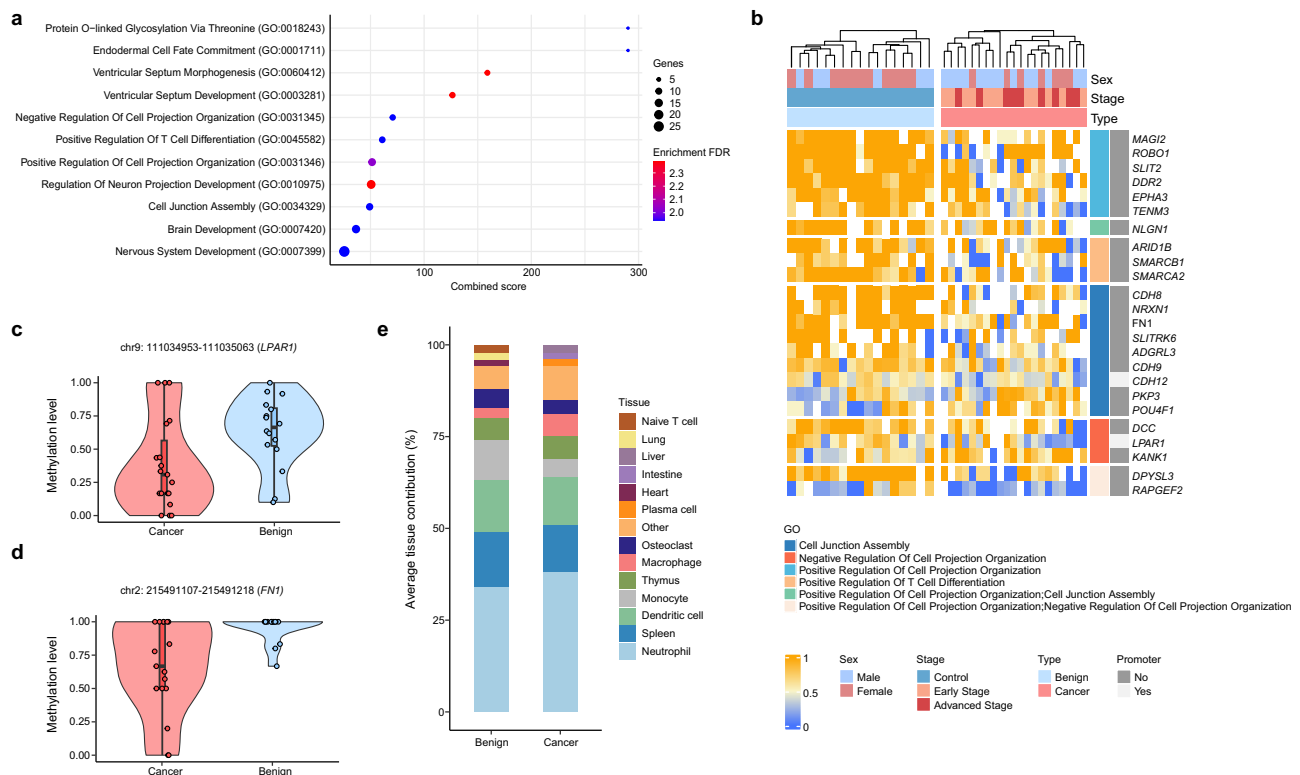 a
Protein O−linked Glycosylation Via Threonine (GO:0018243)
Endodermal Cell Fate Commitment (GO:0001711)
Ventricular Septum Morphogenesis (GO:0060412)
Ventricular Septum Development (GO:0003281)
Negative Regulation Of Cell Projection Organization (GO:0031345)
Positive Regulation Of T Cell Differentiation (GO:0045582)
Positive Regulation Of Cell Projection Organization (GO:0031346)
Regulation Of Neuron Projection Development (GO:0010975)
Cell Junction Assembly (GO:0034329)
Brain Development (GO:0007420)
Nervous System Development (GO:0007399)
100
200
300
Combined score
Genes
5
10
15
20
25
Enrichment FDR
2.3
2.2
2.1
2.0
b
Sex
Stage
Type
MAGI2
ROBO1
SLIT2
DDR2
EPHA3
TENM3
NLGN1
ARID1B
SMARCB1
SMARCA2
CDH8
NRXN1
FN1
SLITRK6
ADGRL3
CDH9
CDH12
PKP3
POU4F1
DCC
LPAR1
KANK1
DPYSL3
RAPGEF2
GO
Cell Junction Assembly
Negative Regulation Of Cell Projection Organization
Positive Regulation Of Cell Projection Organization
Positive Regulation Of T Cell Differentiation
Positive Regulation Of Cell Projection Organization;Cell Junction Assembly
Positive Regulation Of Cell Projection Organization;Negative Regulation Of Cell Projection Organization
1
0.5
0
Sex
Male
Female
Stage
Control
Early Stage
Advanced Stage
Type
Benign
Cancer
Promoter
No
Yes
c
chr9: 111034953-111035063 (LPAR1)
Methylation level
1.00
0.75
0.50
0.25
0.00
Cancer
Benign
d
chr2: 215491107-215491218 (FN1)
Methylation level
1.00
0.75
0.50
0.25
0.00
Cancer
Benign
e
Average tissue contribution (%)
100
75
50
25
0
Benign
Cancer
Tissue
Naive T cell
Lung
Liver
Intestine
Heart
Plasma cell
Other
Osteoclast
Macrophage
Thymus
Monocyte
Dendritic cell
Spleen
Neutrophil